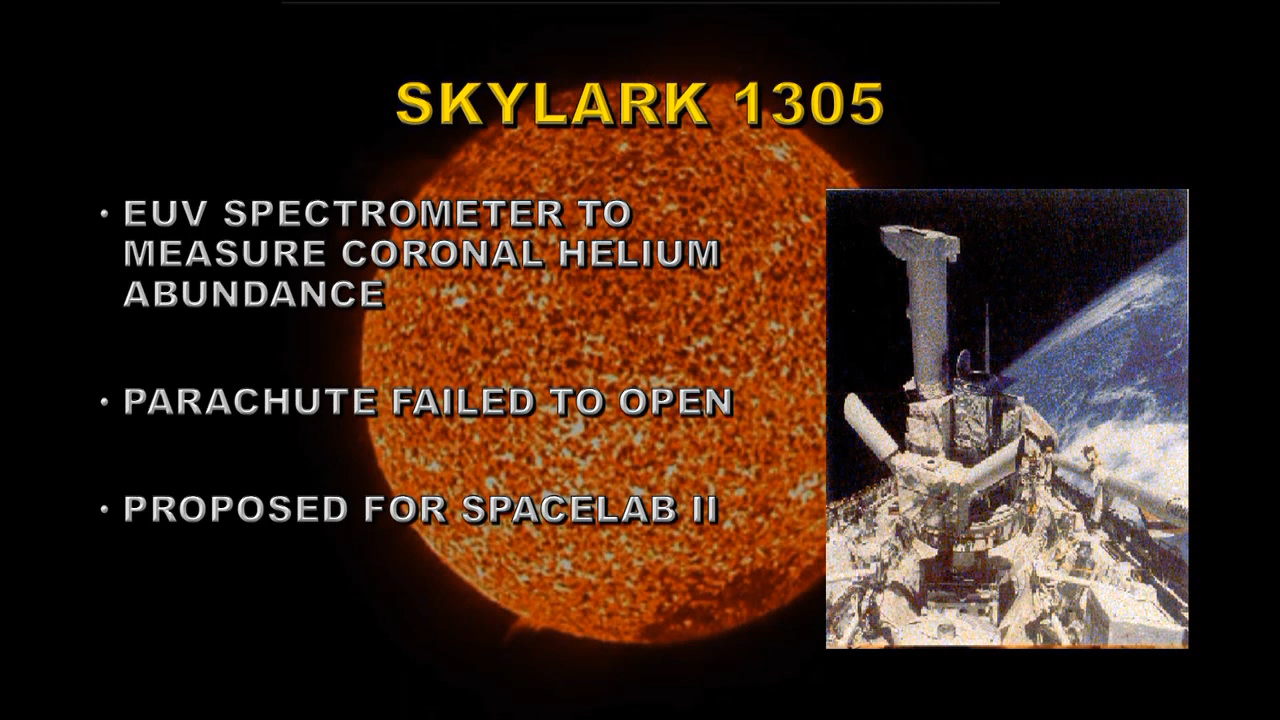 SKYLARK 1305
• EUV SPECTROMETER TO
MEASURE CORONAL HELIUM
ABUNDANCE
• PARACHUTE FAILED TO OPEN
• PROPOSED FOR SPACELAB II